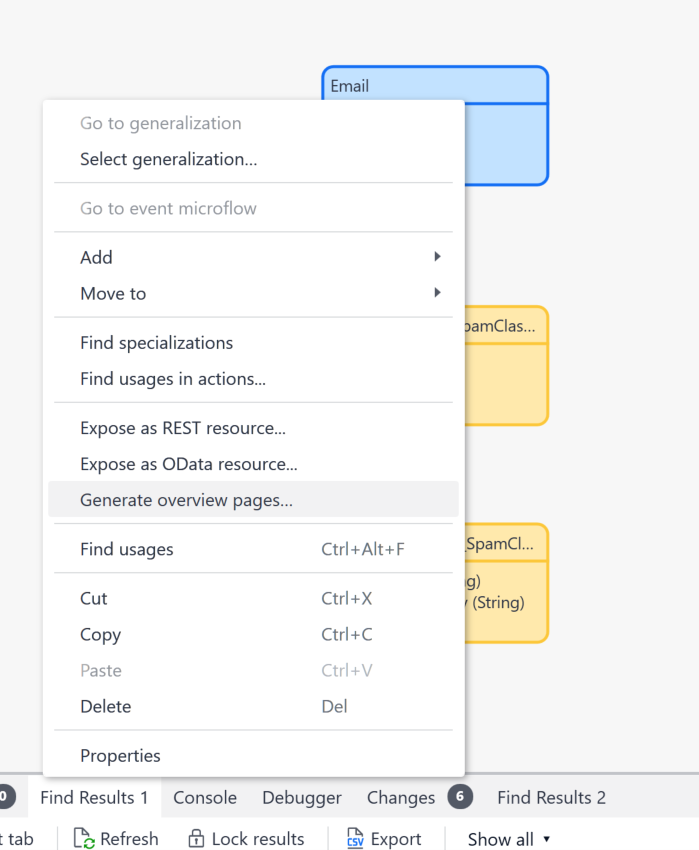 Email
Go to generalization
Select generalization...
Go to event microflow
Add
Move to
Find specializations
Find usages in actions...
Expose as REST resource...
Expose as OData resource...
Generate overview pages...
Find usages Ctrl+Alt+F
Cut Ctrl+X
Copy Ctrl+C
Paste Ctrl+V
Delete Del
Properties
pamClas...
_SpamCl...
g)
(String)
0 Find Results 1 Console Debugger Changes 6 Find Results 2
t tab Refresh Lock results CSV Export Show all